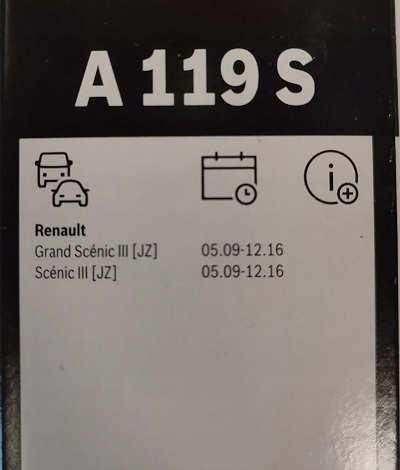 A 119 S
Renault
Grand Scénic III [JZ] 05.09-12.16
Scénic III [JZ] 05.09-12.16